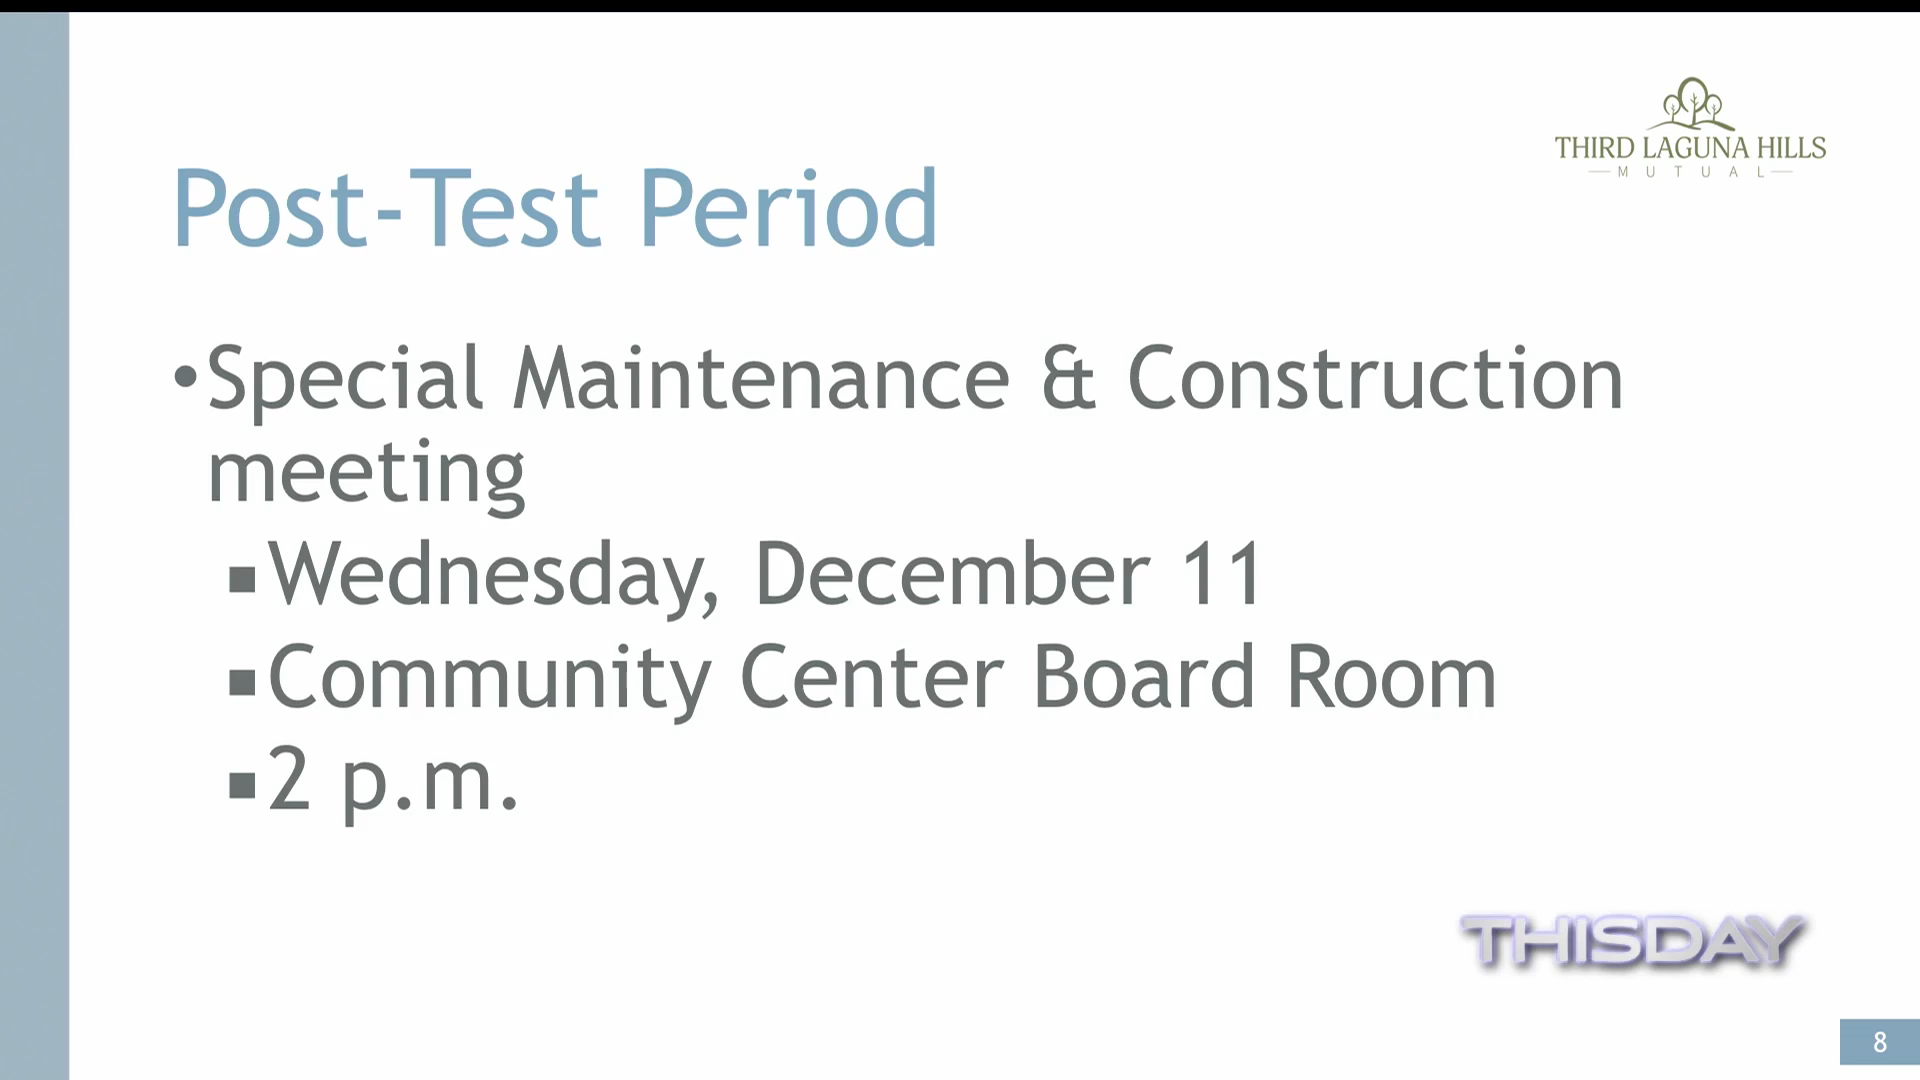 THIRD LAGUNA HILLS
MUTUAL
Post-Test Period
•Special Maintenance & Construction
meeting
▪Wednesday, December 11
▪Community Center Board Room
▪2 p.m.
THISDAY
8